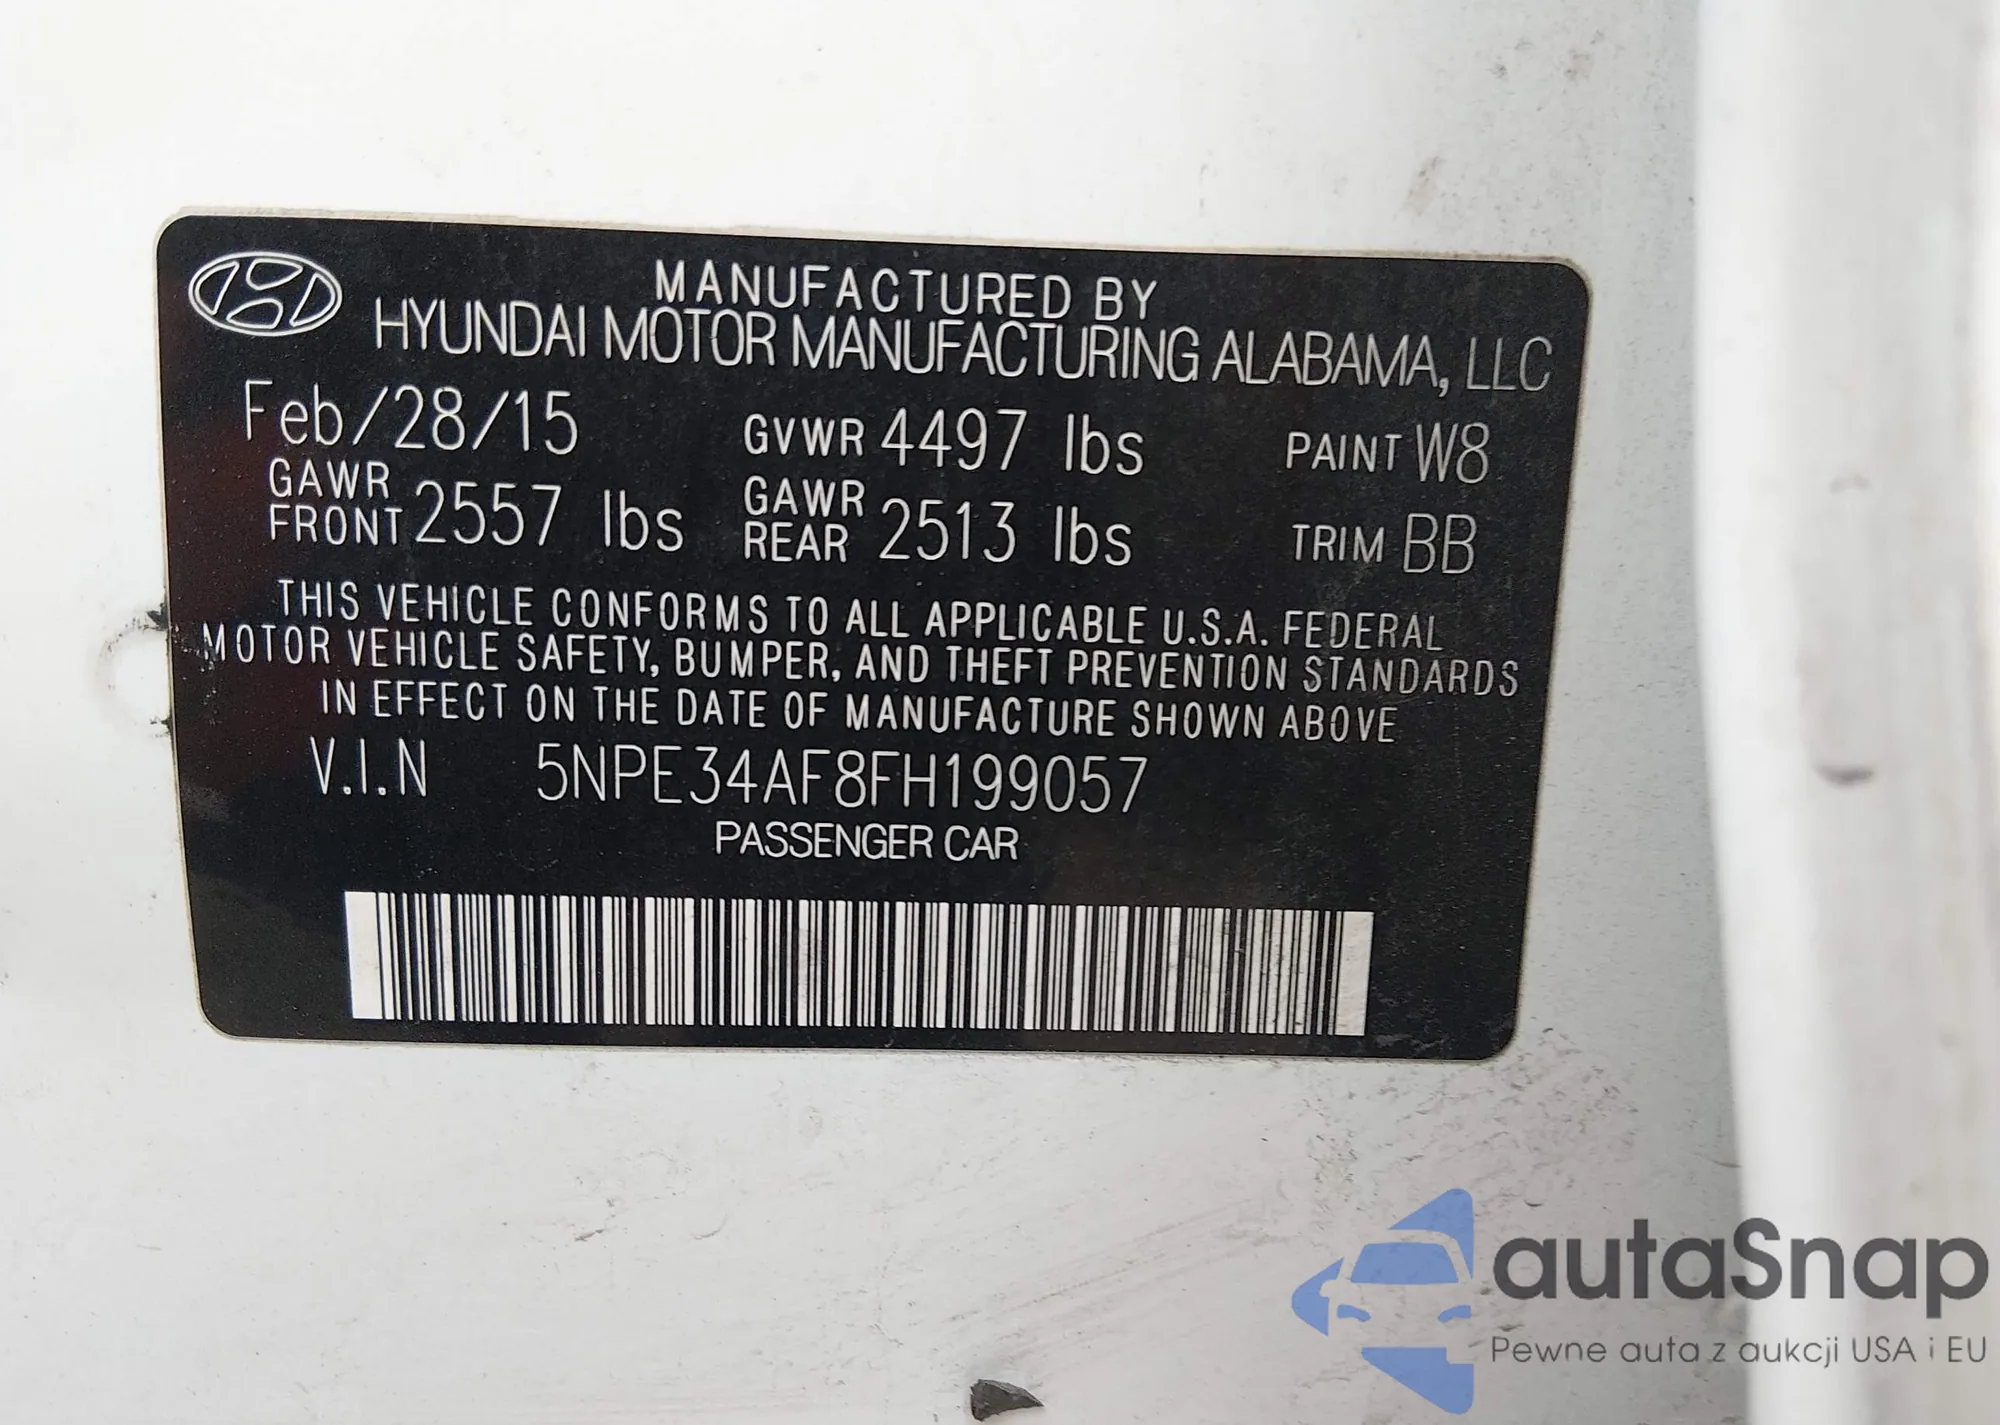 MANUFACTURED BY
HYUNDAI MOTOR MANUFACTURING ALABAMA, LLC
Feb/28/15 GVWR 4497 lbs PAINT W8
GAWR FRONT 2557 lbs GAWR REAR 2513 lbs TRIM BB
THIS VEHICLE CONFORMS TO ALL APPLICABLE U.S.A. FEDERAL
MOTOR VEHICLE SAFETY, BUMPER, AND THEFT PREVENTION STANDARDS
IN EFFECT ON THE DATE OF MANUFACTURE SHOWN ABOVE
V.I.N 5NPE34AF8FH199057
PASSENGER CAR
autaSnap
Pewne auta z aukcji USA i EU